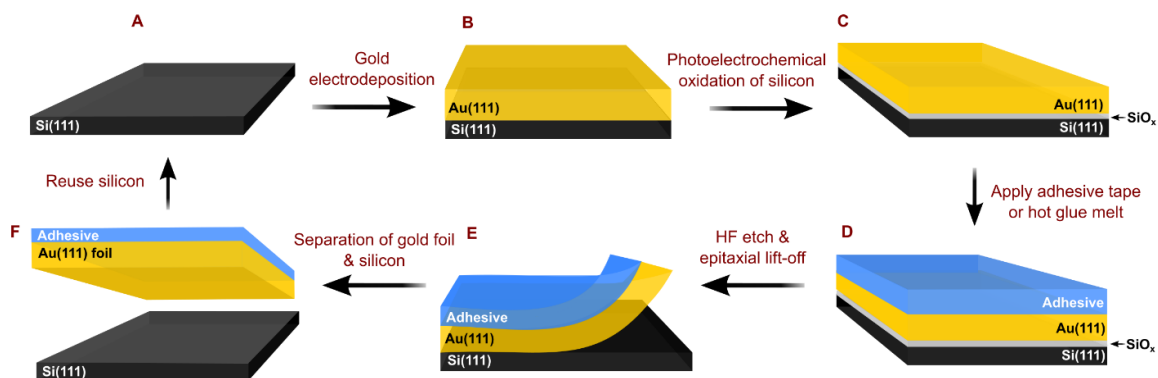 A
Si(111)
Gold
electrodeposition
B
Au(111)
Si(111)
Photoelectrochemical
oxidation of silicon
C
Au(111)
SiOₓ
Si(111)
Apply adhesive tape
or hot glue melt
D
Adhesive
Au(111)
SiOₓ
Si(111)
HF etch &
epitaxial lift-off
E
Adhesive
Au(111)
Si(111)
Separation of gold foil
& silicon
F
Adhesive
Au(111) foil
Reuse silicon